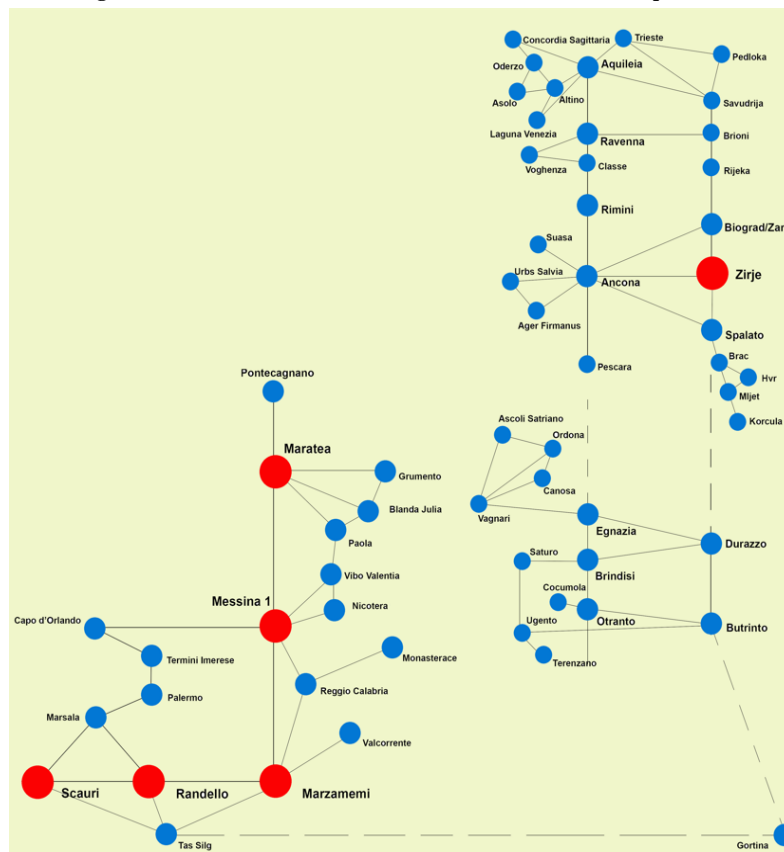 Concordia Sagittaria
Trieste
Pedloka
Oderzo
Aquileia
Asolo
Altino
Savudrija
Laguna Venezia
Ravenna
Brioni
Voghenza
Classe
Rijeka
Rimini
Biograd/Zar
Suasa
Urbs Salvia
Ancona
Zirje
Ager Firmanus
Spalato
Brac
Pescara
Hvr
Mljet
Korcula
Pontecagnano
Maratea
Grumento
Blanda Julia
Paola
Ascoli Satriano
Ordona
Canosa
Vagnari
Egnazia
Durazzo
Saturo
Brindisi
Cocumola
Otranto
Ugento
Butrinto
Terenzano
Vibo Valentia
Messina 1
Nicotera
Capo d'Orlando
Termini Imerese
Monasterace
Palermo
Reggio Calabria
Marsala
Valcorrente
Scauri
Randello
Marzamemi
Tas Silg
Gortina